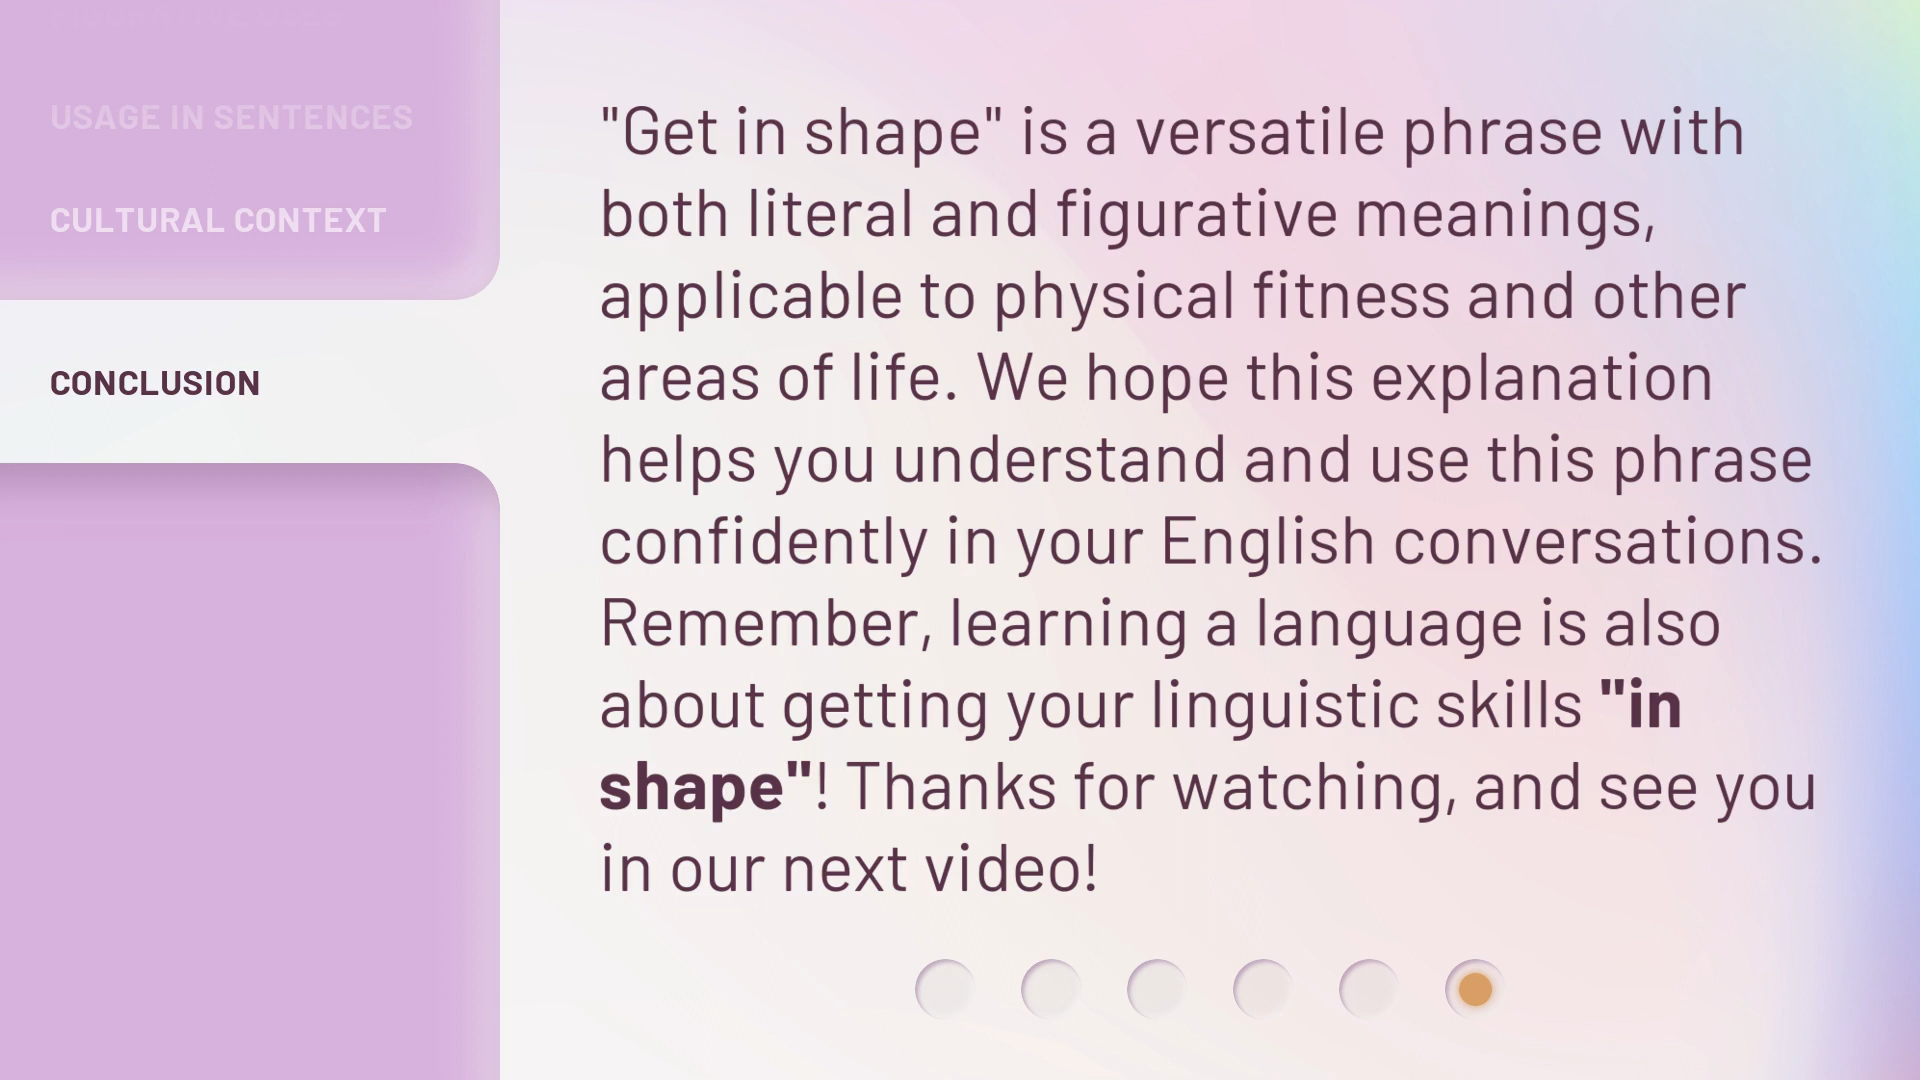 USAGE IN SENTENCES
CULTURAL CONTEXT
CONCLUSION
"Get in shape" is a versatile phrase with
both literal and figurative meanings,
applicable to physical fitness and other
areas of life. We hope this explanation
helps you understand and use this phrase
confidently in your English conversations.
Remember, learning a language is also
about getting your linguistic skills "in
shape"! Thanks for watching, and see you
in our next video!